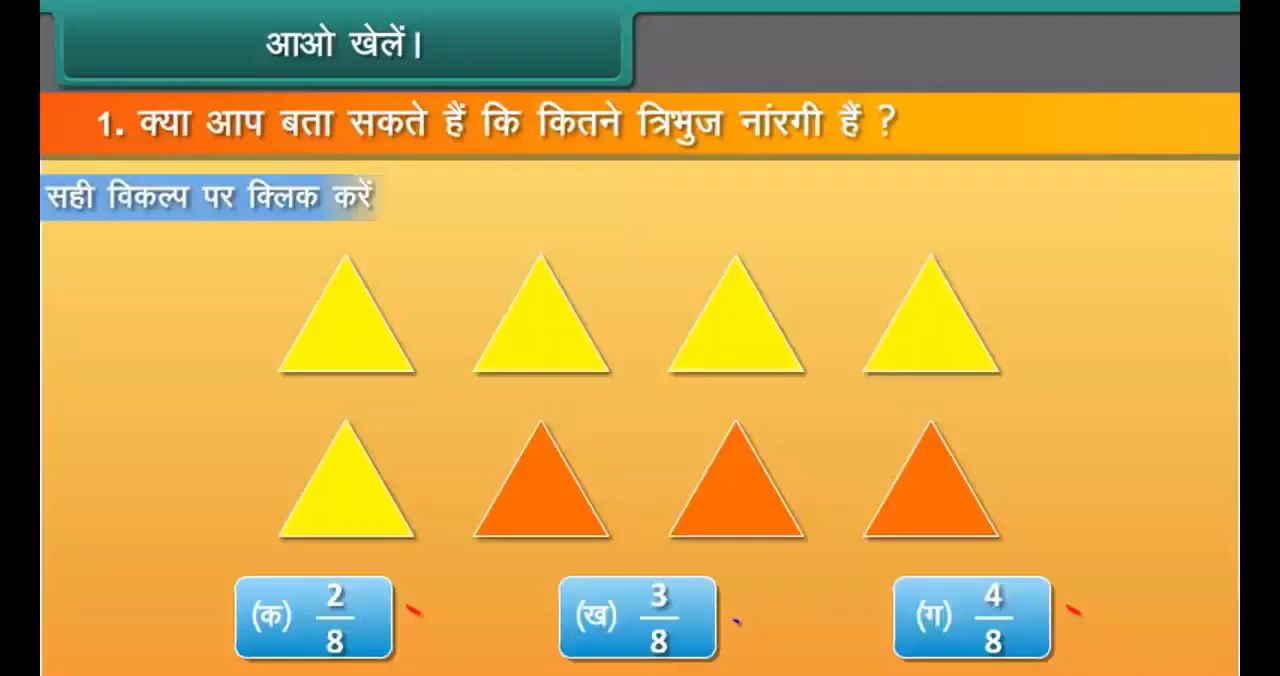 आओ खेलें।
1. क्या आप बता सकते हैं कि कितने त्रिभुज नांरगी हैं ?
सही विकल्प पर क्लिक करें
(क) 2/8 (ख) 3/8 (ग) 4/8